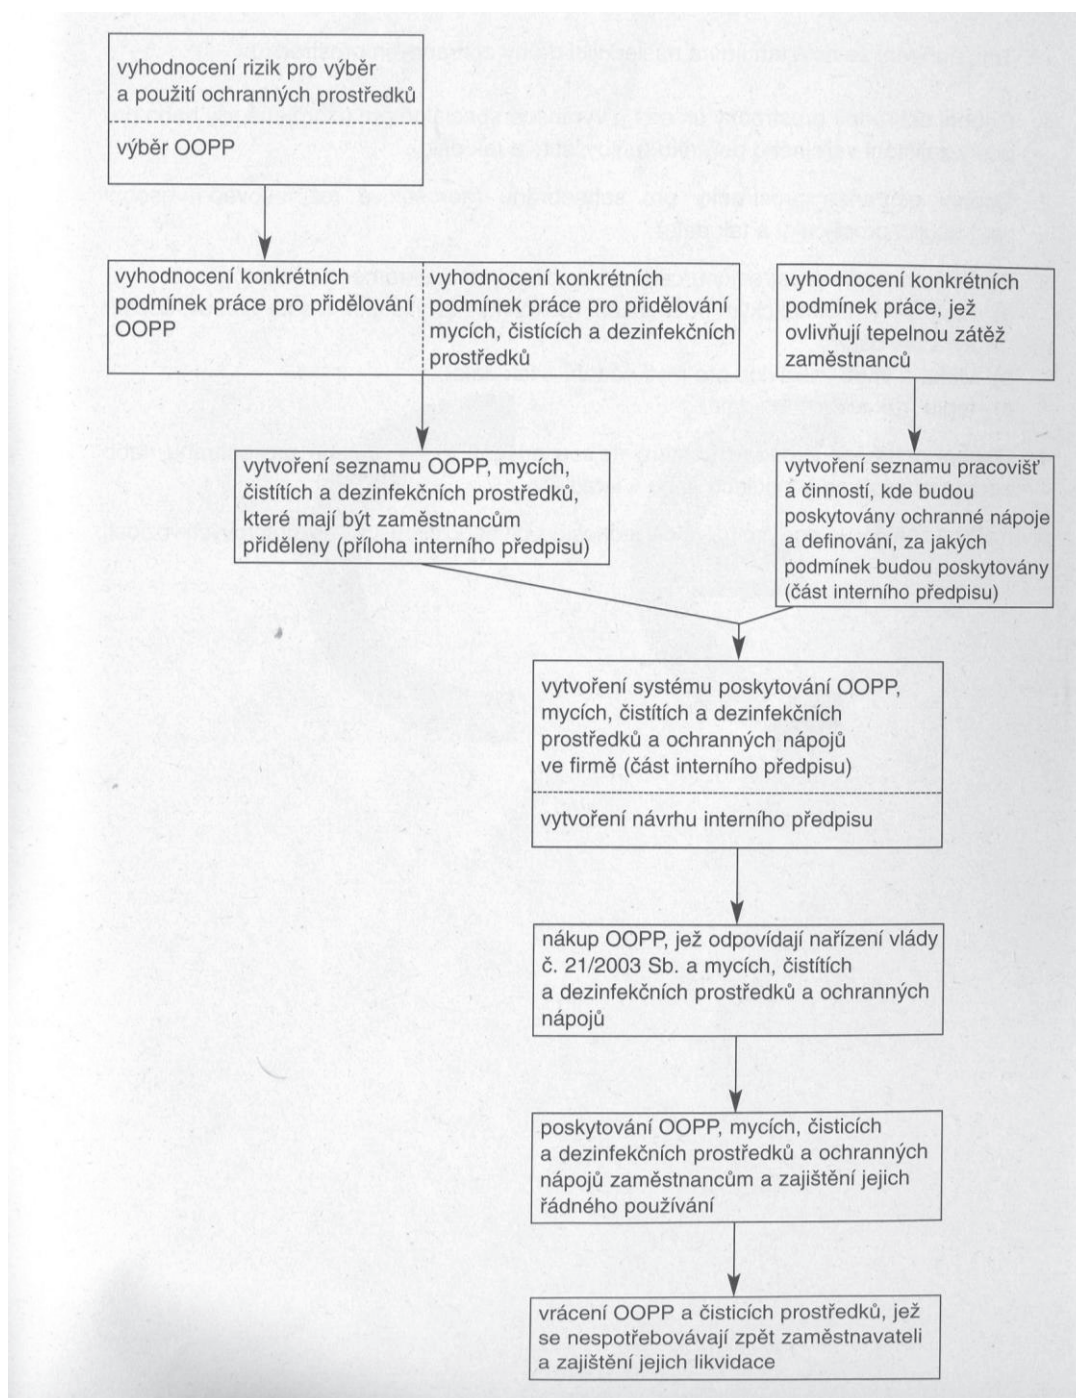 vyhodnocení rizik pro výběr
a použití ochranných prostředků
výběr OOPP
vyhodnocení konkrétních
podmínek práce pro přidělování
OOPP
vyhodnocení konkrétních
podmínek práce pro přidělování
mycích, čistících a dezinfekčních
prostředků
vyhodnocení konkrétních
podmínek práce, jež
ovlivňují tepelnou zátěž
zaměstnanců
vytvoření seznamu OOPP, mycích,
čistítích a dezinfekčních prostředků,
které mají být zaměstnancům
přiděleny (příloha interního předpisu)
vytvoření seznamu pracovišť
a činností, kde budou
poskytovány ochranné nápoje
a definování, za jakých
podmínek budou poskytovány
(část interního předpisu)
vytvoření systému poskytování OOPP,
mycích, čistítích a dezinfekčních
prostředků a ochranných nápojů
ve firmě (část interního předpisu)
vytvoření návrhu interního předpisu
nákup OOPP, jež odpovídají nařízení vlády
č. 21/2003 Sb. a mycích, čistítích
a dezinfekčních prostředků a ochranných
nápojů
poskytování OOPP, mycích, čisticích
a dezinfekčních prostředků a ochranných
nápojů zaměstnancům a zajištění jejich
řádného používání
vrácení OOPP a čisticích prostředků, jež
se nespotřebovávají zpět zaměstnavateli
a zajištění jejich likvidace